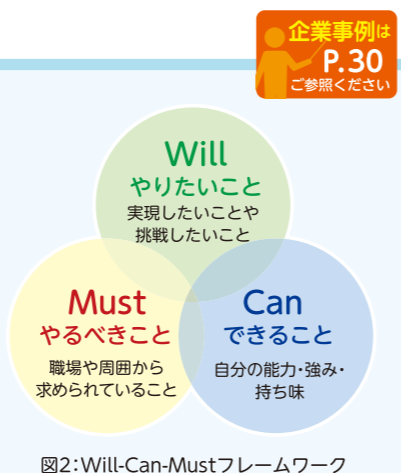 企業事例は
P.30
ご参照ください
Will
やりたいこと
実現したいことや
挑戦したいこと
Must
やるべきこと
職場や周囲から
求められていること
Can
できること
自分の能力・強み・
持ち味
図2：Will-Can-Mustフレームワーク